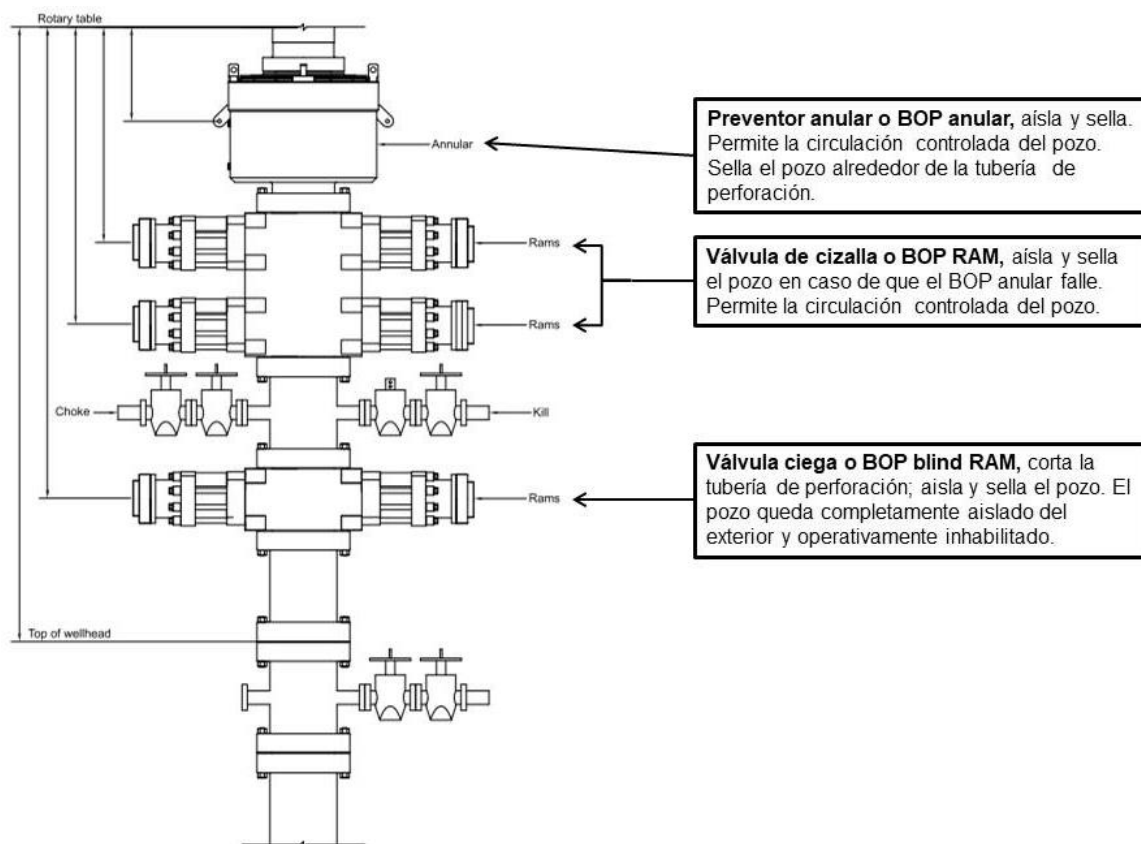 Rotary table
Annular
Preventor anular o BOP anular, aísla y sella.
Permite la circulación controlada del pozo.
Sella el pozo alrededor de la tubería de
perforación.
Rams
Rams
Válvula de cizalla o BOP RAM, aísla y sella
el pozo en caso de que el BOP anular falle.
Permite la circulación controlada del pozo.
Choke
Kill
Rams
Válvula ciega o BOP blind RAM, corta la
tubería de perforación; aisla y sella el pozo. El
pozo queda completamente aislado del
exterior y operativamente inhabilitado.
Top of wellhead